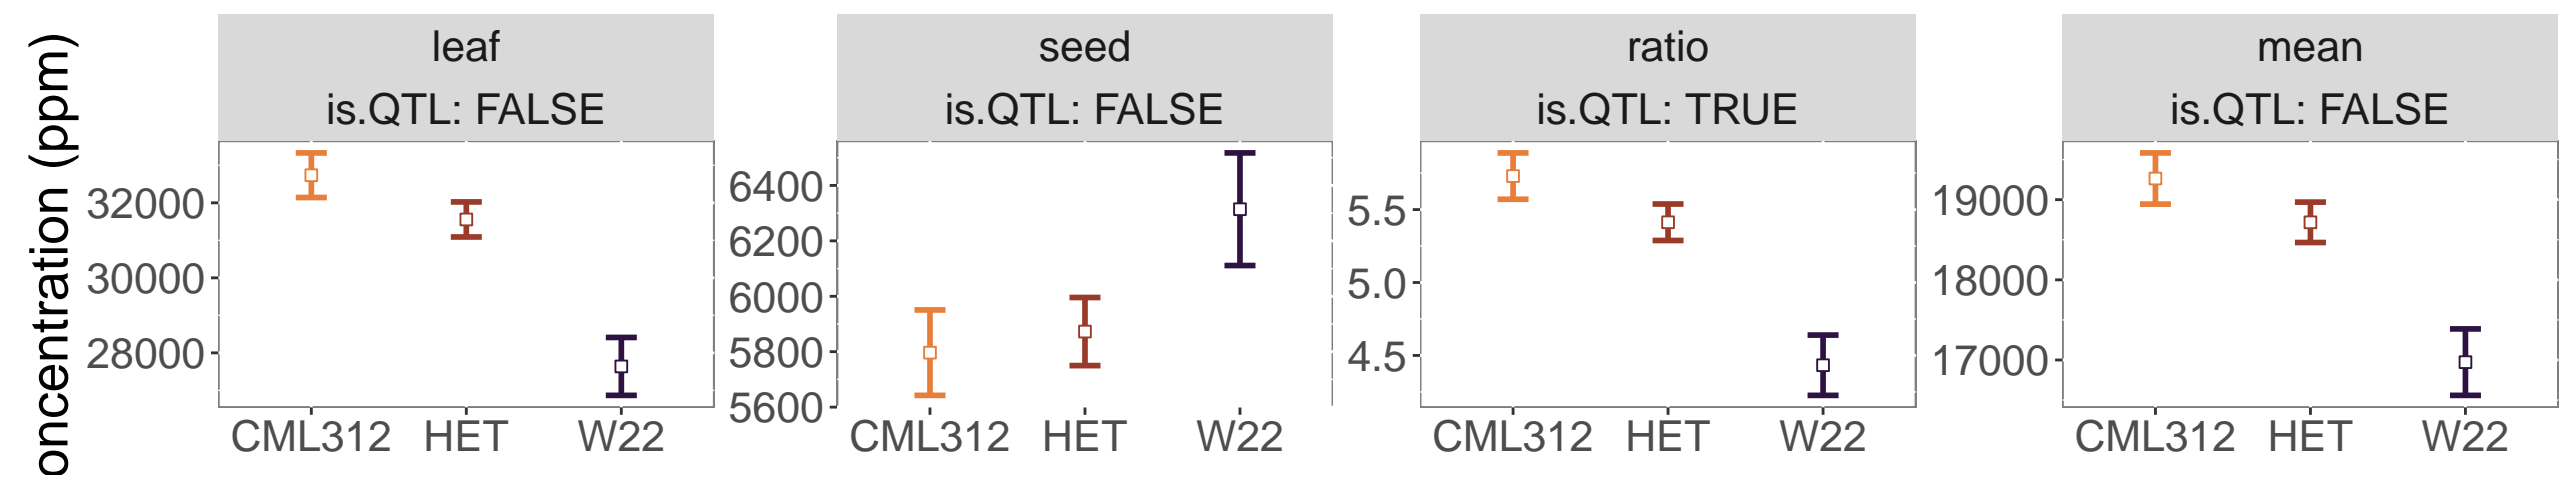 oncentration (ppm)
leaf
is.QTL: FALSE
32000
30000
28000
CML312 HET W22
seed
is.QTL: FALSE
6400
6200
6000
5800
5600
CML312 HET W22
ratio
is.QTL: TRUE
5.5
5.0
4.5
CML312 HET W22
mean
is.QTL: FALSE
19000
18000
17000
CML312 HET W22